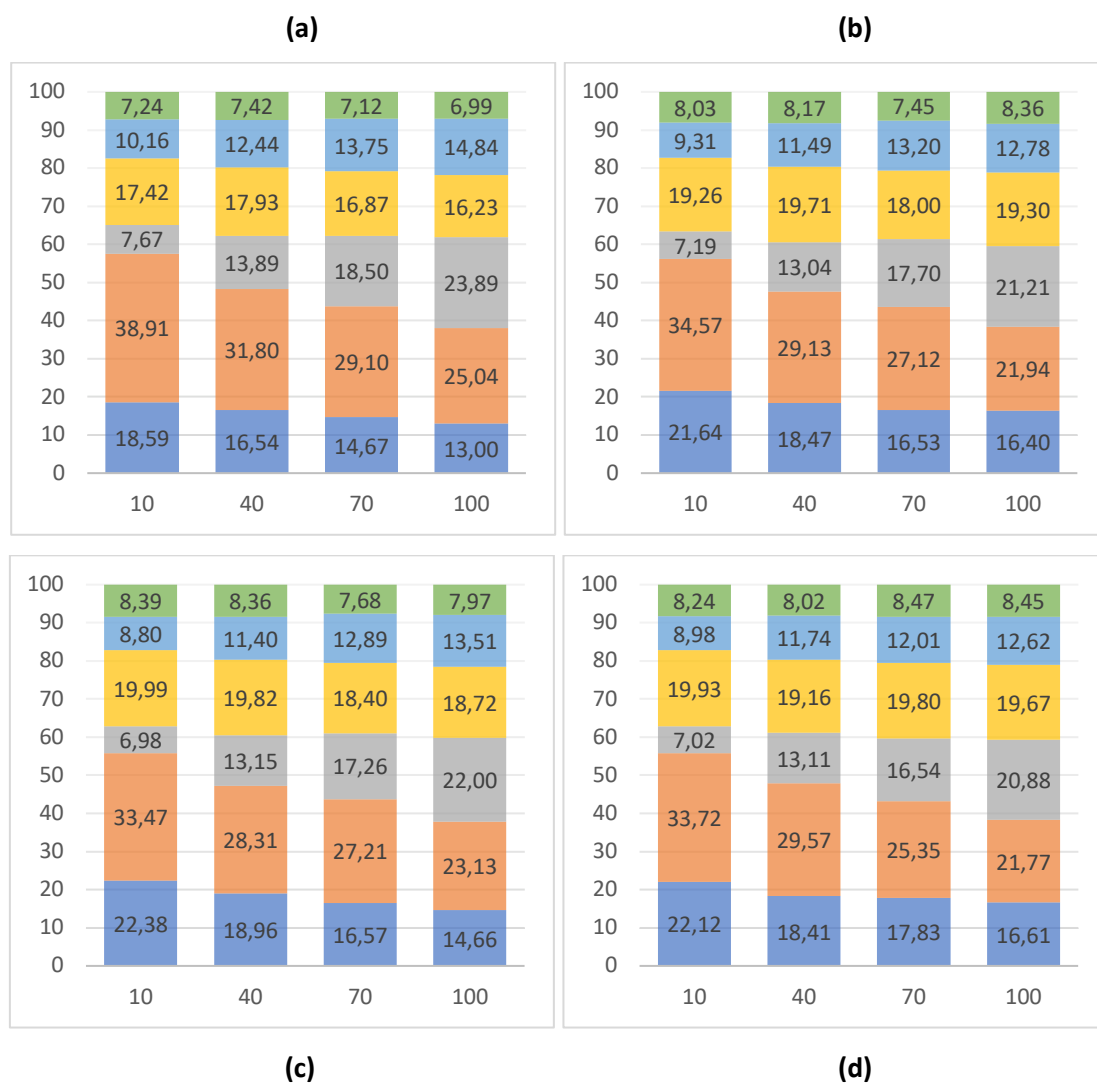 (a) (b)
100 7,24 7,42 7,12 6,99
90 10,16 12,44 13,75 14,84
80
70 17,42 17,93 16,87 16,23
60 7,67
50 13,89 18,50 23,89
40 38,91
30 31,80 29,10 25,04
20
10 18,59 16,54 14,67 13,00
0
10 40 70 100
100 8,03 8,17 7,45 8,36
90 9,31 11,49 13,20 12,78
80
70 19,26 19,71 18,00 19,30
60 7,19
50 13,04 17,70 21,21
40 34,57
30 29,13 27,12 21,94
20
10 21,64 18,47 16,53 16,40
0
10 40 70 100
100 8,39 8,36 7,68 7,97
90 8,80 11,40 12,89 13,51
80
70 19,99 19,82 18,40 18,72
60 6,98
50 13,15 17,26 22,00
40 33,47
30 28,31 27,21 23,13
20
10 22,38 18,96 16,57 14,66
0
10 40 70 100
100 8,24 8,02 8,47 8,45
90 8,98 11,74 12,01 12,62
80
70 19,93 19,16 19,80 19,67
60 7,02
50 13,11 16,54 20,88
40 33,72
30 29,57 25,35 21,77
20
10 22,12 18,41 17,83 16,61
0
10 40 70 100
(c) (d)